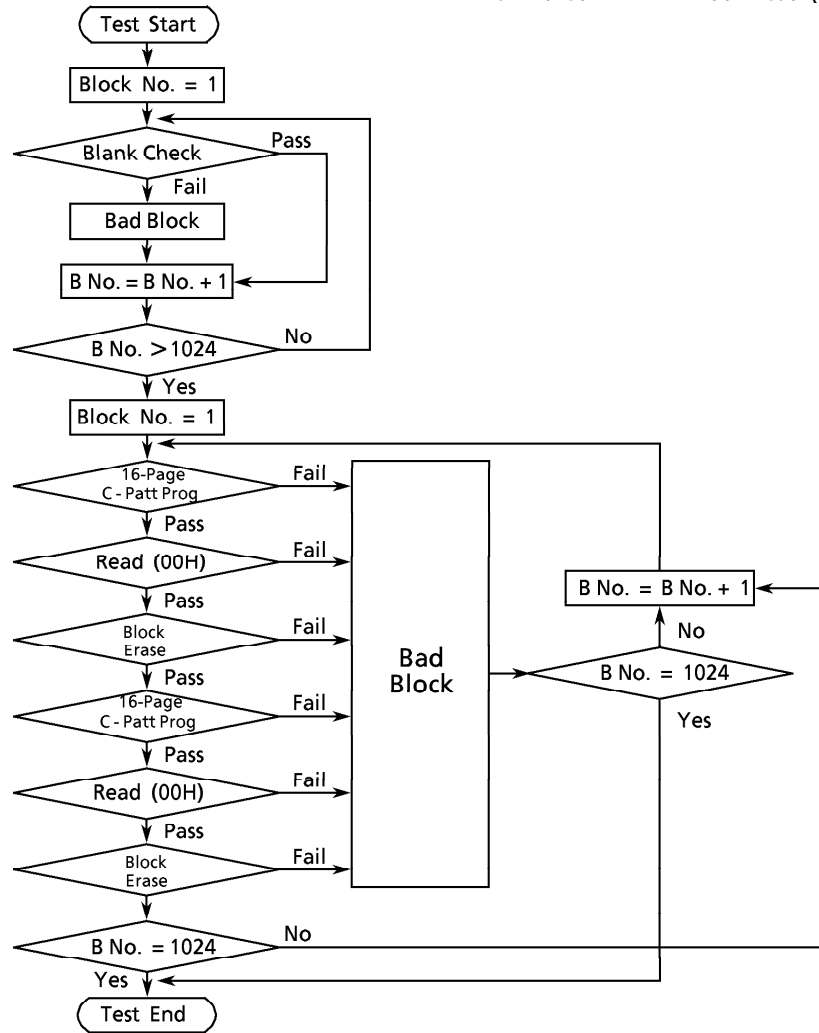 Test Start
Block No. = 1
Blank Check
Pass
Fail
Bad Block
B No. = B No. + 1
B No. > 1024
No
Yes
Block No. = 1
16-Page
C - Patt Prog
Fail
Pass
Read (00H)
Fail
Pass
Block
Erase
Fail
Pass
16-Page
C - Patt Prog
Fail
Pass
Read (00H)
Fail
Pass
Block
Erase
Fail
B No. = 1024
No
Yes
Test End
Bad
Block
B No. = B No. + 1
No
B No. = 1024
Yes